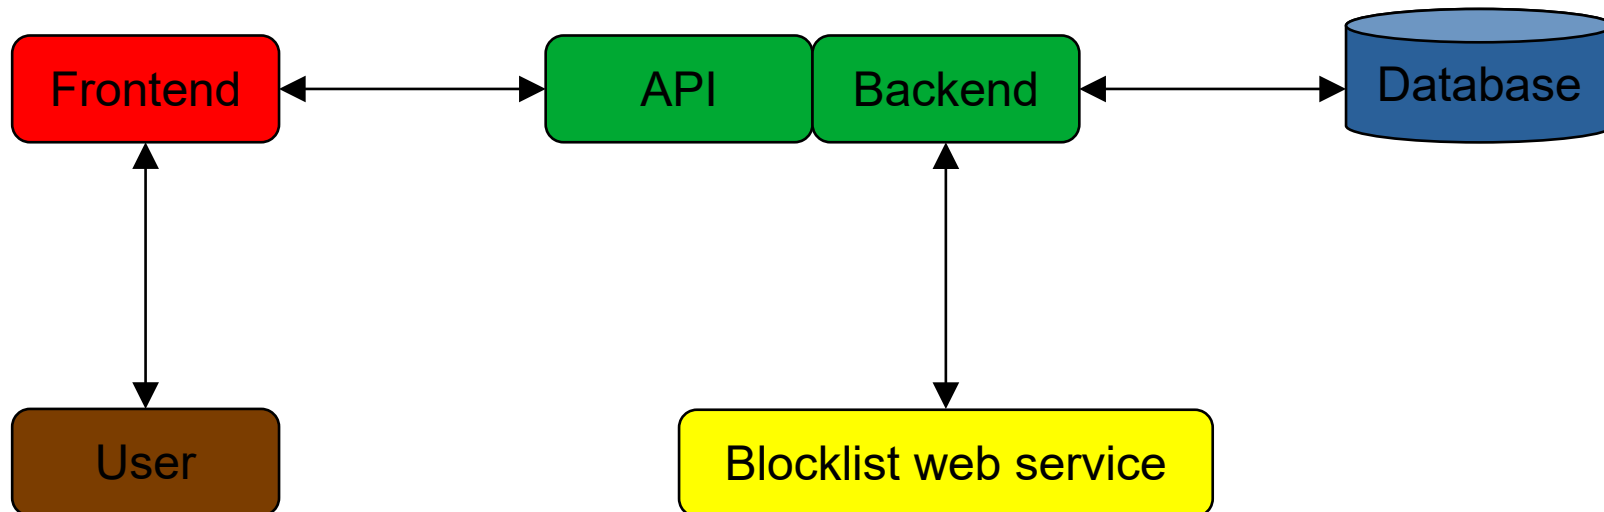 Frontend
API
Backend
Database
User
Blocklist web service